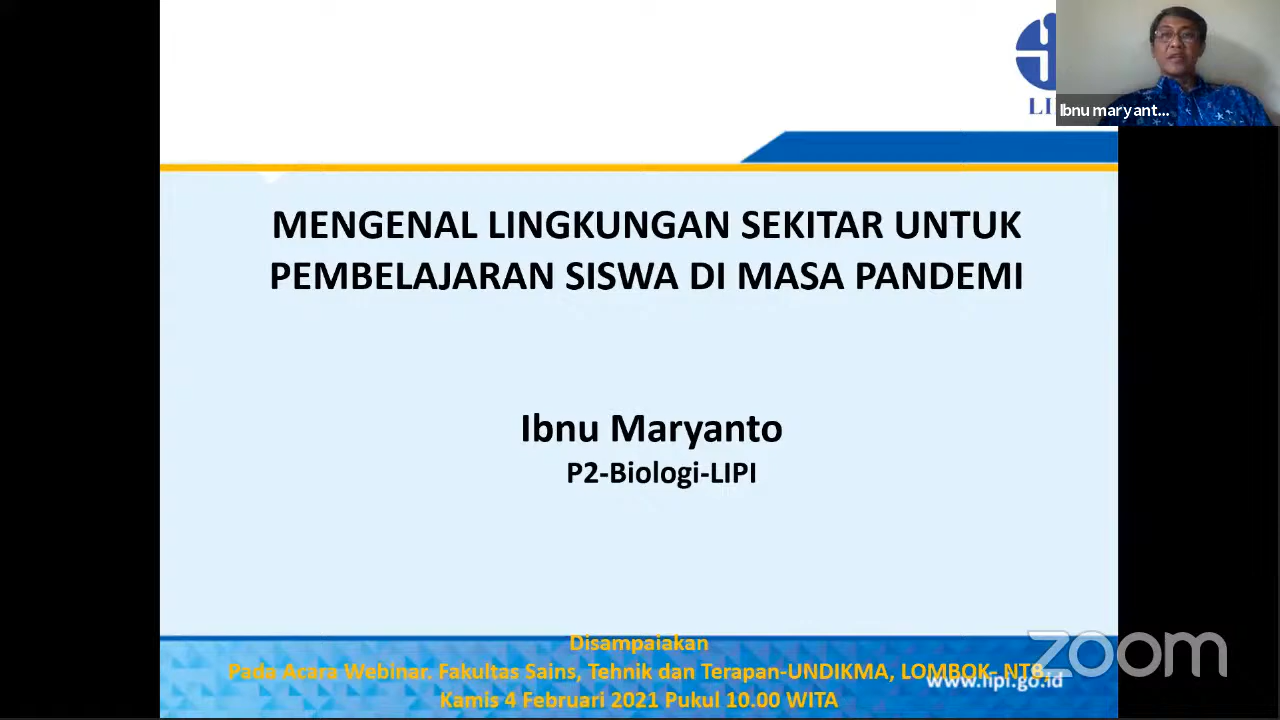 LI
Ibnu maryant...
MENGENAL LINGKUNGAN SEKITAR UNTUK
PEMBELAJARAN SISWA DI MASA PANDEMI
Ibnu Maryanto
P2-Biologi-LIPI
Disampaiakan
Pada Acara Webinar. Fakultas Sains, Tehnik dan Terapan-UNDIKMA, LOMBOK- NTB,
Kamis 4 Februari 2021 Pukul 10.00 WITA
www.lipi.go.id
zoom